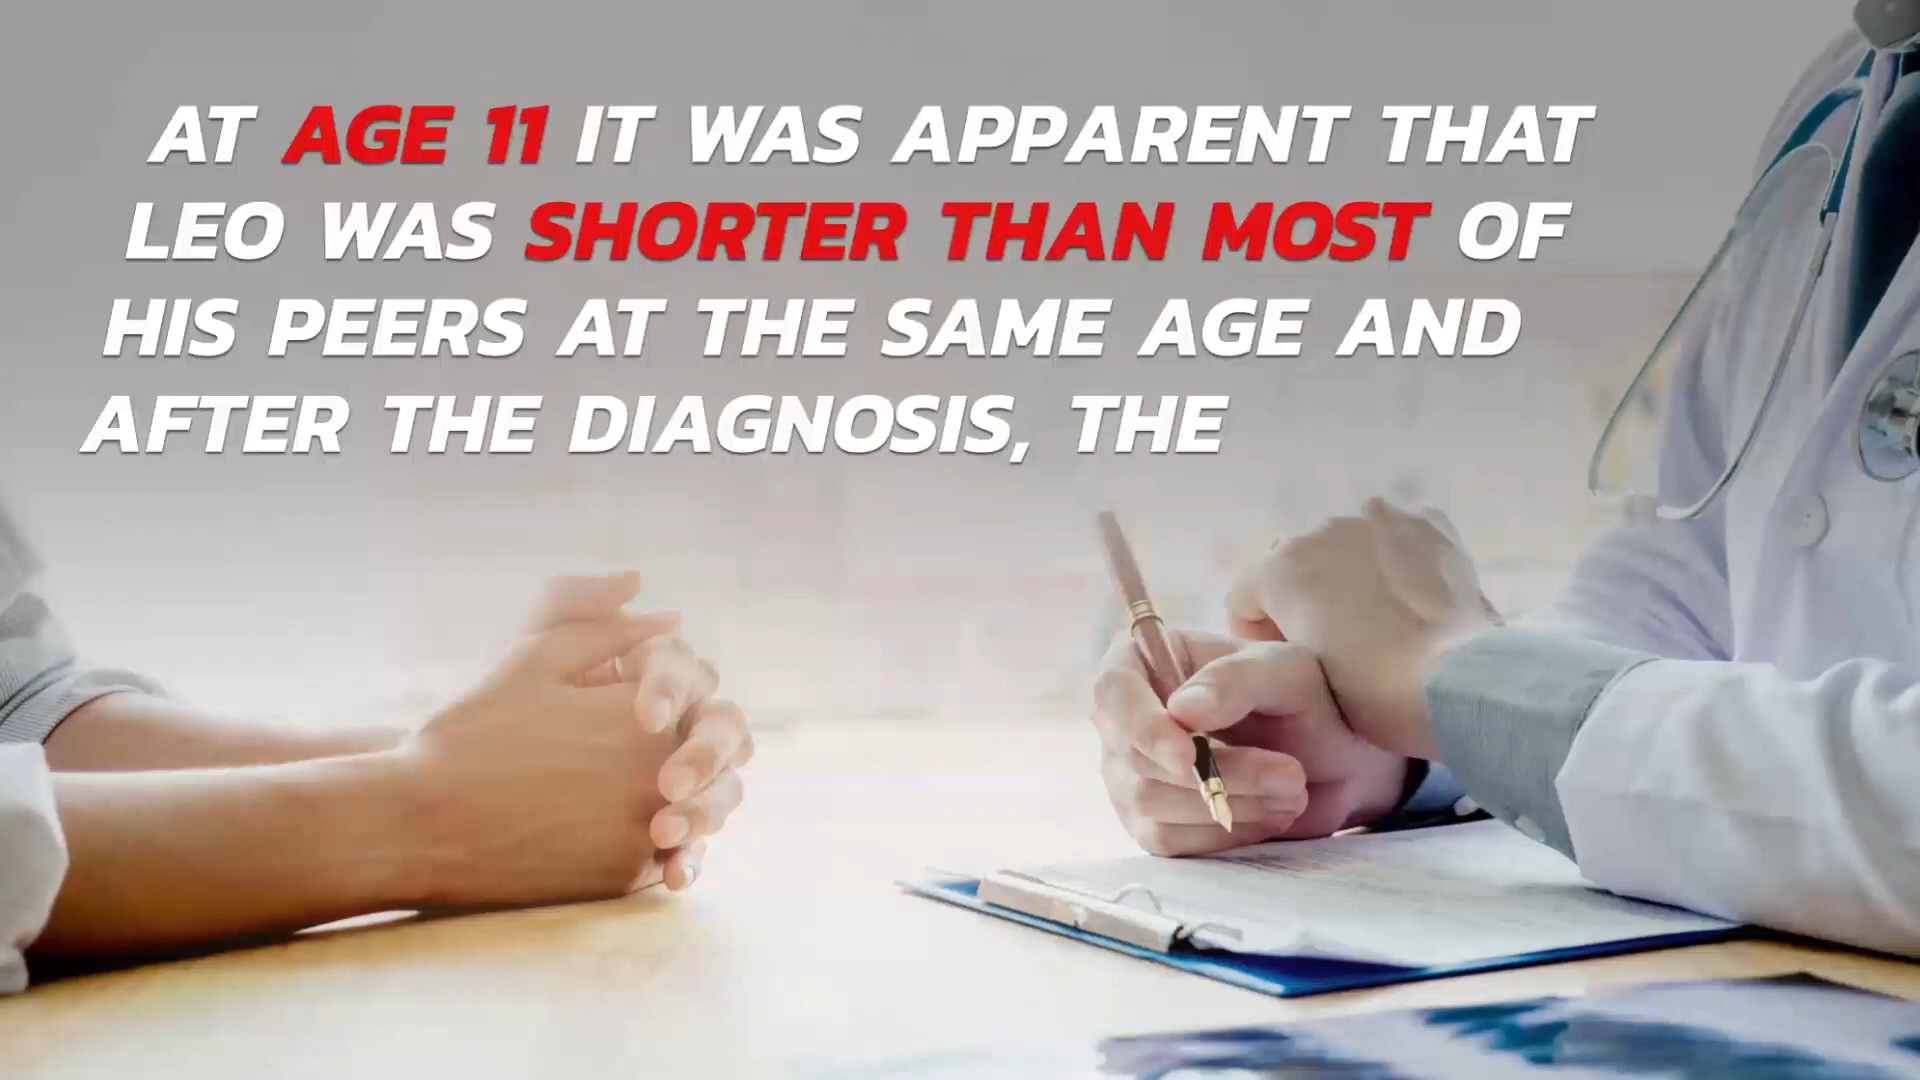 AT AGE 11 IT WAS APPARENT THAT
LEO WAS SHORTER THAN MOST OF
HIS PEERS AT THE SAME AGE AND
AFTER THE DIAGNOSIS, THE